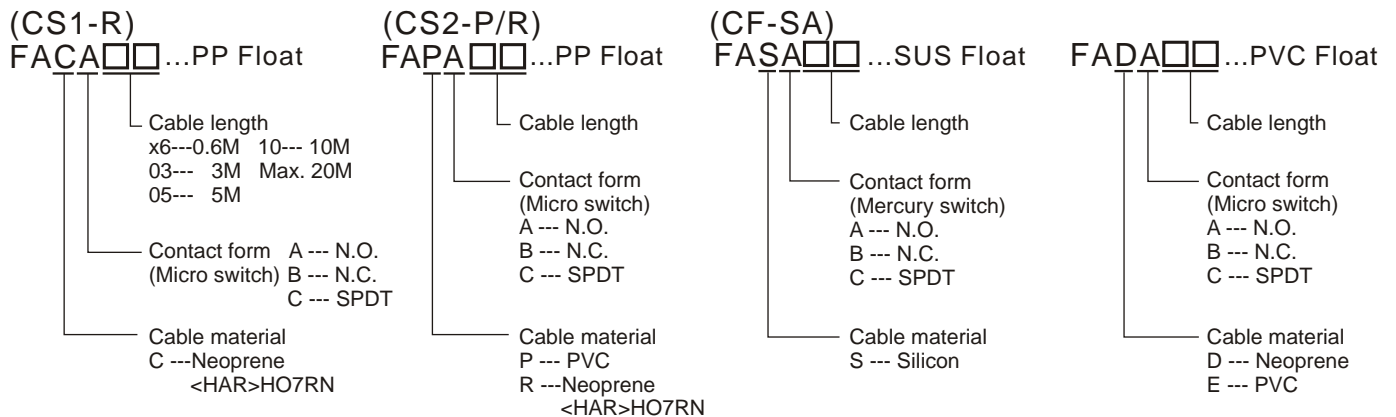 (CS1-R)
FACA□□...PP Float
Cable length
x6---0.6M 10--- 10M
03--- 3M Max. 20M
05--- 5M
Contact form A --- N.O.
(Micro switch) B --- N.C.
C --- SPDT
Cable material
C ---Neoprene
<HAR>HO7RN
(CS2-P/R)
FAPA□□...PP Float
Cable length
Contact form
(Micro switch)
A --- N.O.
B --- N.C.
C --- SPDT
Cable material
P --- PVC
R ---Neoprene
<HAR>HO7RN
(CF-SA)
FASA□□...SUS Float
Cable length
Contact form
(Mercury switch)
A --- N.O.
B --- N.C.
C --- SPDT
Cable material
S --- Silicon
FADA□□...PVC Float
Cable length
Contact form
(Micro switch)
A --- N.O.
B --- N.C.
C --- SPDT
Cable material
D --- Neoprene
E --- PVC